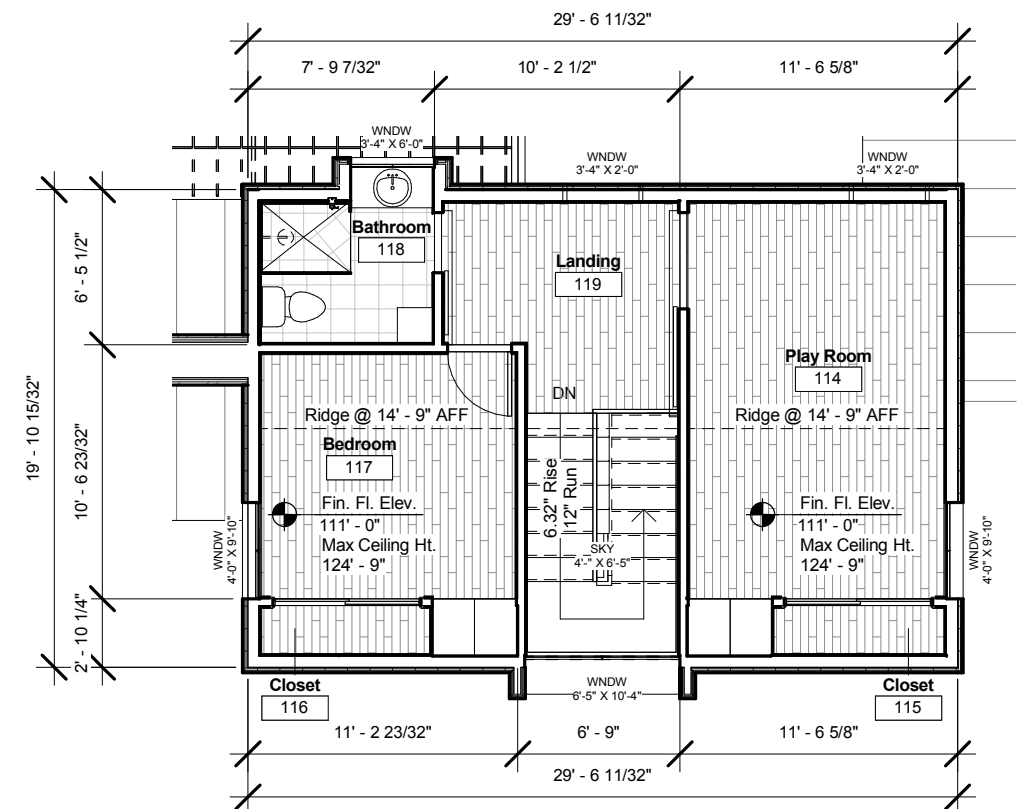 29' - 6 11/32"
7' - 9 7/32"
10' - 2 1/2"
11' - 6 5/8"
WNDW
3'-4" X 6'-0"
WNDW
3'-4" X 2'-0"
WNDW
3'-4" X 2'-0"
19' - 10 15/32"
6' - 5 1/2"
10' - 6 23/32"
2' - 10 1/4"
Bathroom
118
Landing
119
Play Room
114
DN
Ridge @ 14' - 9" AFF
Ridge @ 14' - 9" AFF
Bedroom
117
6.32" Rise
12" Run
Fin. Fl. Elev.
111' - 0"
Max Ceiling Ht.
124' - 9"
Fin. Fl. Elev.
111' - 0"
Max Ceiling Ht.
124' - 9"
WNDW
4'-0" X 9'-10"
SKY
4'-" X 6'-5"
WNDW
4'-0" X 9'-10"
Closet
116
WNDW
6'-5" X 10'-4"
Closet
115
11' - 2 23/32"
6' - 9"
11' - 6 5/8"
29' - 6 11/32"